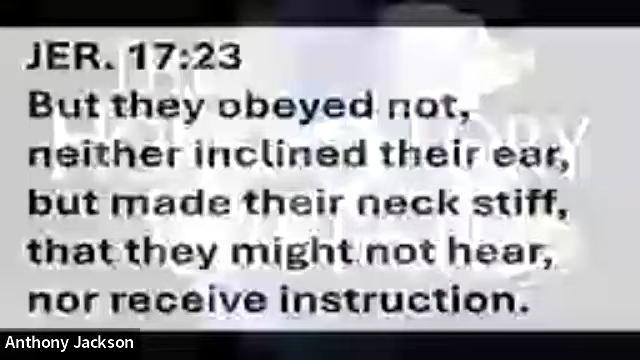 JER. 17:23
But they obeyed not,
neither inclined their ear,
but made their neck stiff,
that they might not hear,
nor receive instruction.
Anthony Jackson